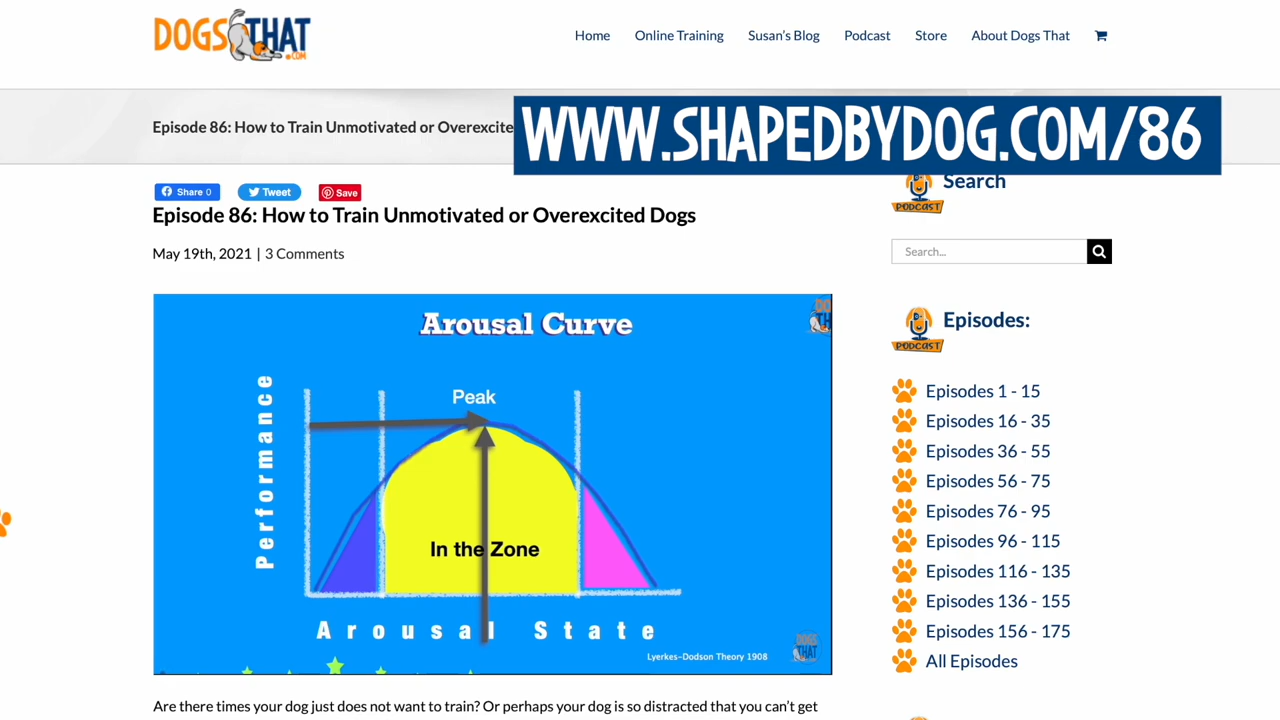 DOGSTHAT
.COM
Home Online Training Susan's Blog Podcast Store About Dogs That
WWW.SHAPEDBYDOG.COM/86
Episode 86: How to Train Unmotivated or Overexcite
Share 0 Tweet Save
Episode 86: How to Train Unmotivated or Overexcited Dogs
May 19th, 2021 | 3 Comments
Arousal Curve
Performance
Peak
In the Zone
Arousal State
Lyerkes–Dodson Theory 1908
DOGS
THAT
Are there times your dog just does not want to train? Or perhaps your dog is so distracted that you can't get
PODCAST
Search
Search...
PODCAST
Episodes:
Episodes 1 - 15
Episodes 16 - 35
Episodes 36 - 55
Episodes 56 - 75
Episodes 76 - 95
Episodes 96 - 115
Episodes 116 - 135
Episodes 136 - 155
Episodes 156 - 175
All Episodes